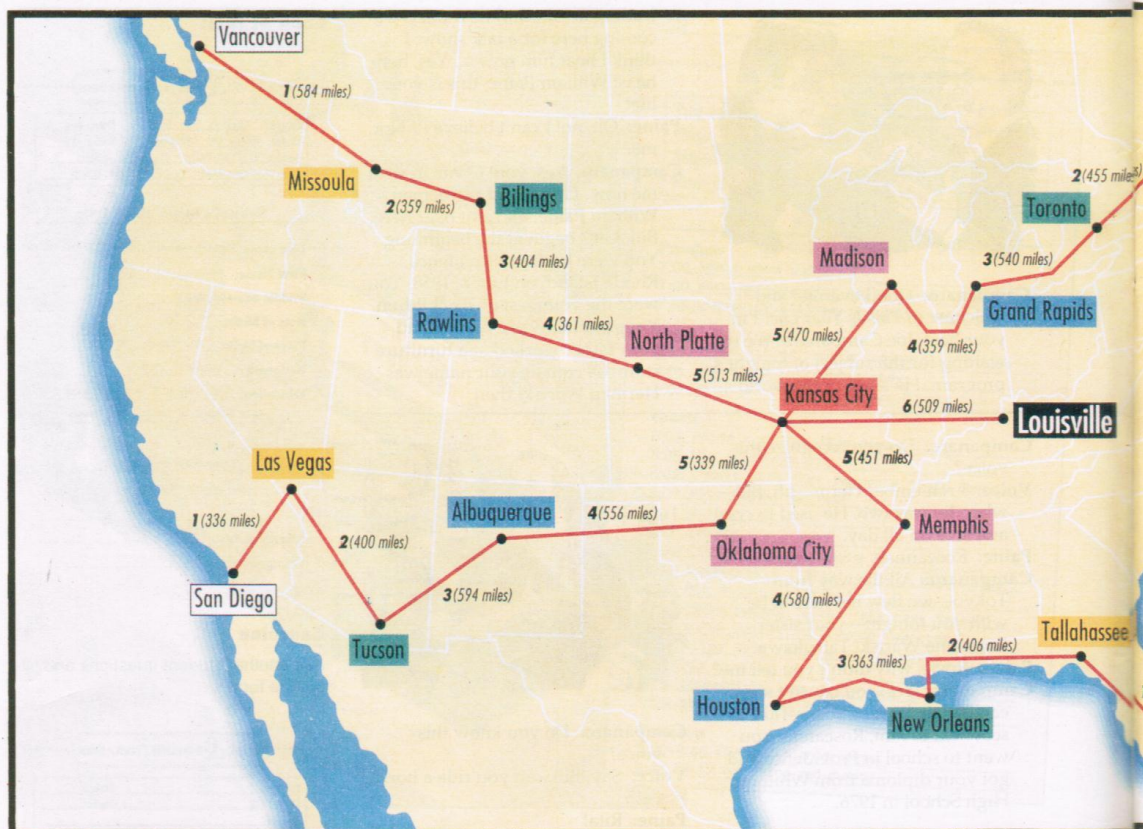 Vancouver
1 (584 miles)
Missoula
2 (359 miles)
Billings
3 (404 miles)
Rawlins
4 (361 miles)
North Platte
5 (513 miles)
Madison
5 (470 miles)
4 (359 miles)
Grand Rapids
3 (540 miles)
Toronto
2 (455 miles)
Kansas City
6 (509 miles)
Louisville
Las Vegas
1 (336 miles)
San Diego
2 (400 miles)
Tucson
3 (594 miles)
Albuquerque
4 (556 miles)
Oklahoma City
5 (339 miles)
5 (451 miles)
Memphis
4 (580 miles)
Houston
3 (363 miles)
New Orleans
2 (406 miles)
Tallahassee